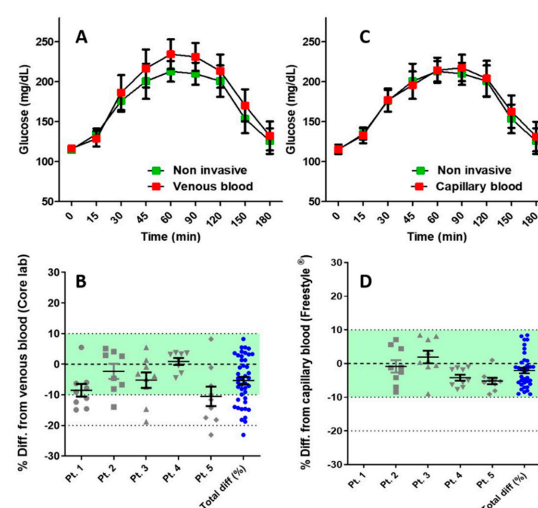 A
Glucose (mg/dL)
250
200
150
100
50
Non invasive
Venous blood
0
15
30
45
60
90
120
150
180
Time (min)
C
Glucose (mg/dL)
250
200
150
100
50
Non invasive
Capillary blood
0
15
30
45
60
90
120
150
180
Time (min)
B
% Diff. from venous blood (Core lab)
30
20
10
0
-10
-20
-30
Pt. 1
Pt. 2
Pt. 3
Pt. 4
Pt. 5
Total diff (%)
D
% Diff. from capillary blood (Freestyle ®)
30
20
10
0
-10
-20
-30
Pt. 1
Pt. 2
Pt. 3
Pt. 4
Pt. 5
Total diff (%)